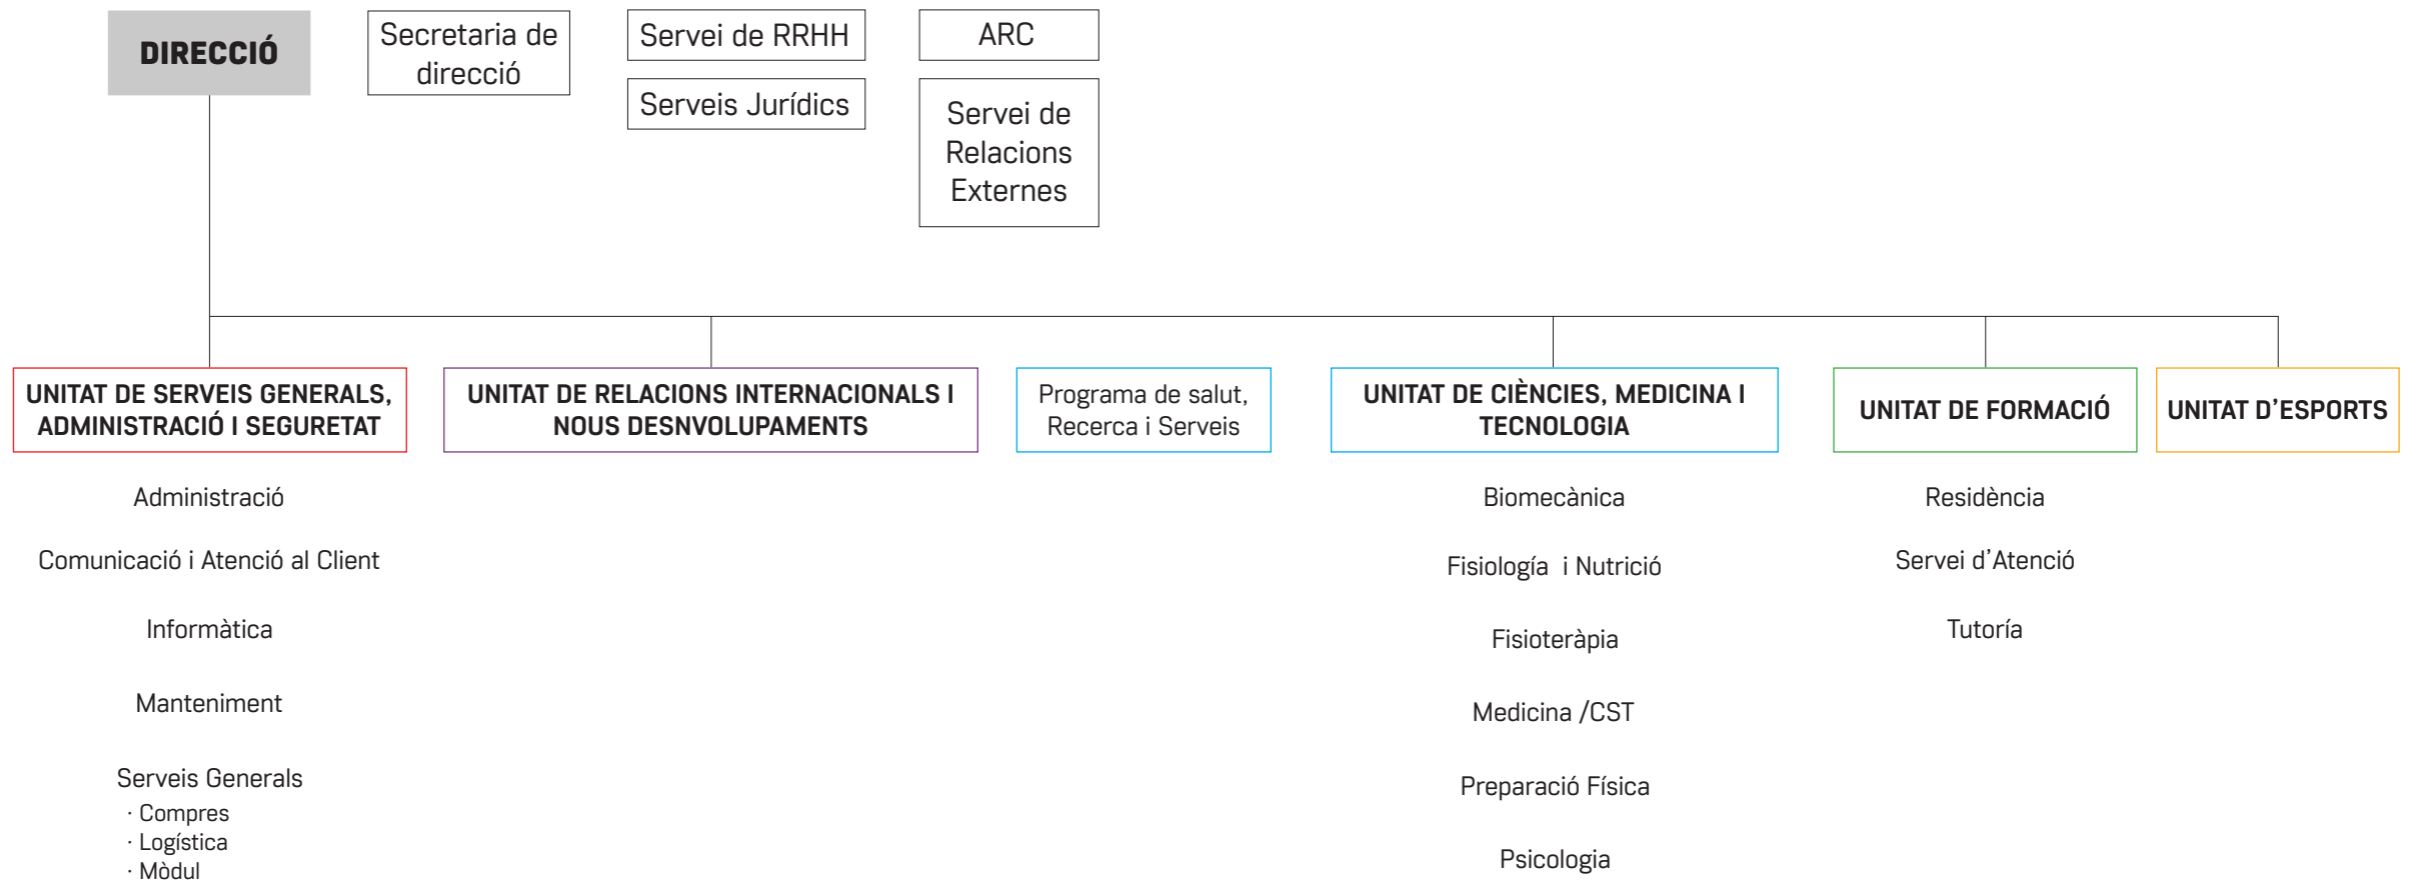 DIRECCIÓ
Secretaria de
direcció
Servei de RRHH
Serveis Jurídics
ARC
Servei de
Relacions
Externes
UNITAT DE SERVEIS GENERALS,
ADMINISTRACIÓ I SEGURETAT
Administració
Comunicació i Atenció al Client
Informàtica
Manteniment
Serveis Generals
· Compres
· Logística
· Mòdul
UNITAT DE RELACIONS INTERNACIONALS I
NOUS DESNVOLUPAMENTS
Programa de salut,
Recerca i Serveis
UNITAT DE CIÈNCIES, MEDICINA I
TECNOLOGIA
Biomecànica
Fisiología  i Nutrició
Fisioteràpia
Medicina /CST
Preparació Física
Psicologia
UNITAT DE FORMACIÓ
Residència
Servei d’Atenció
Tutoría
UNITAT D’ESPORTS